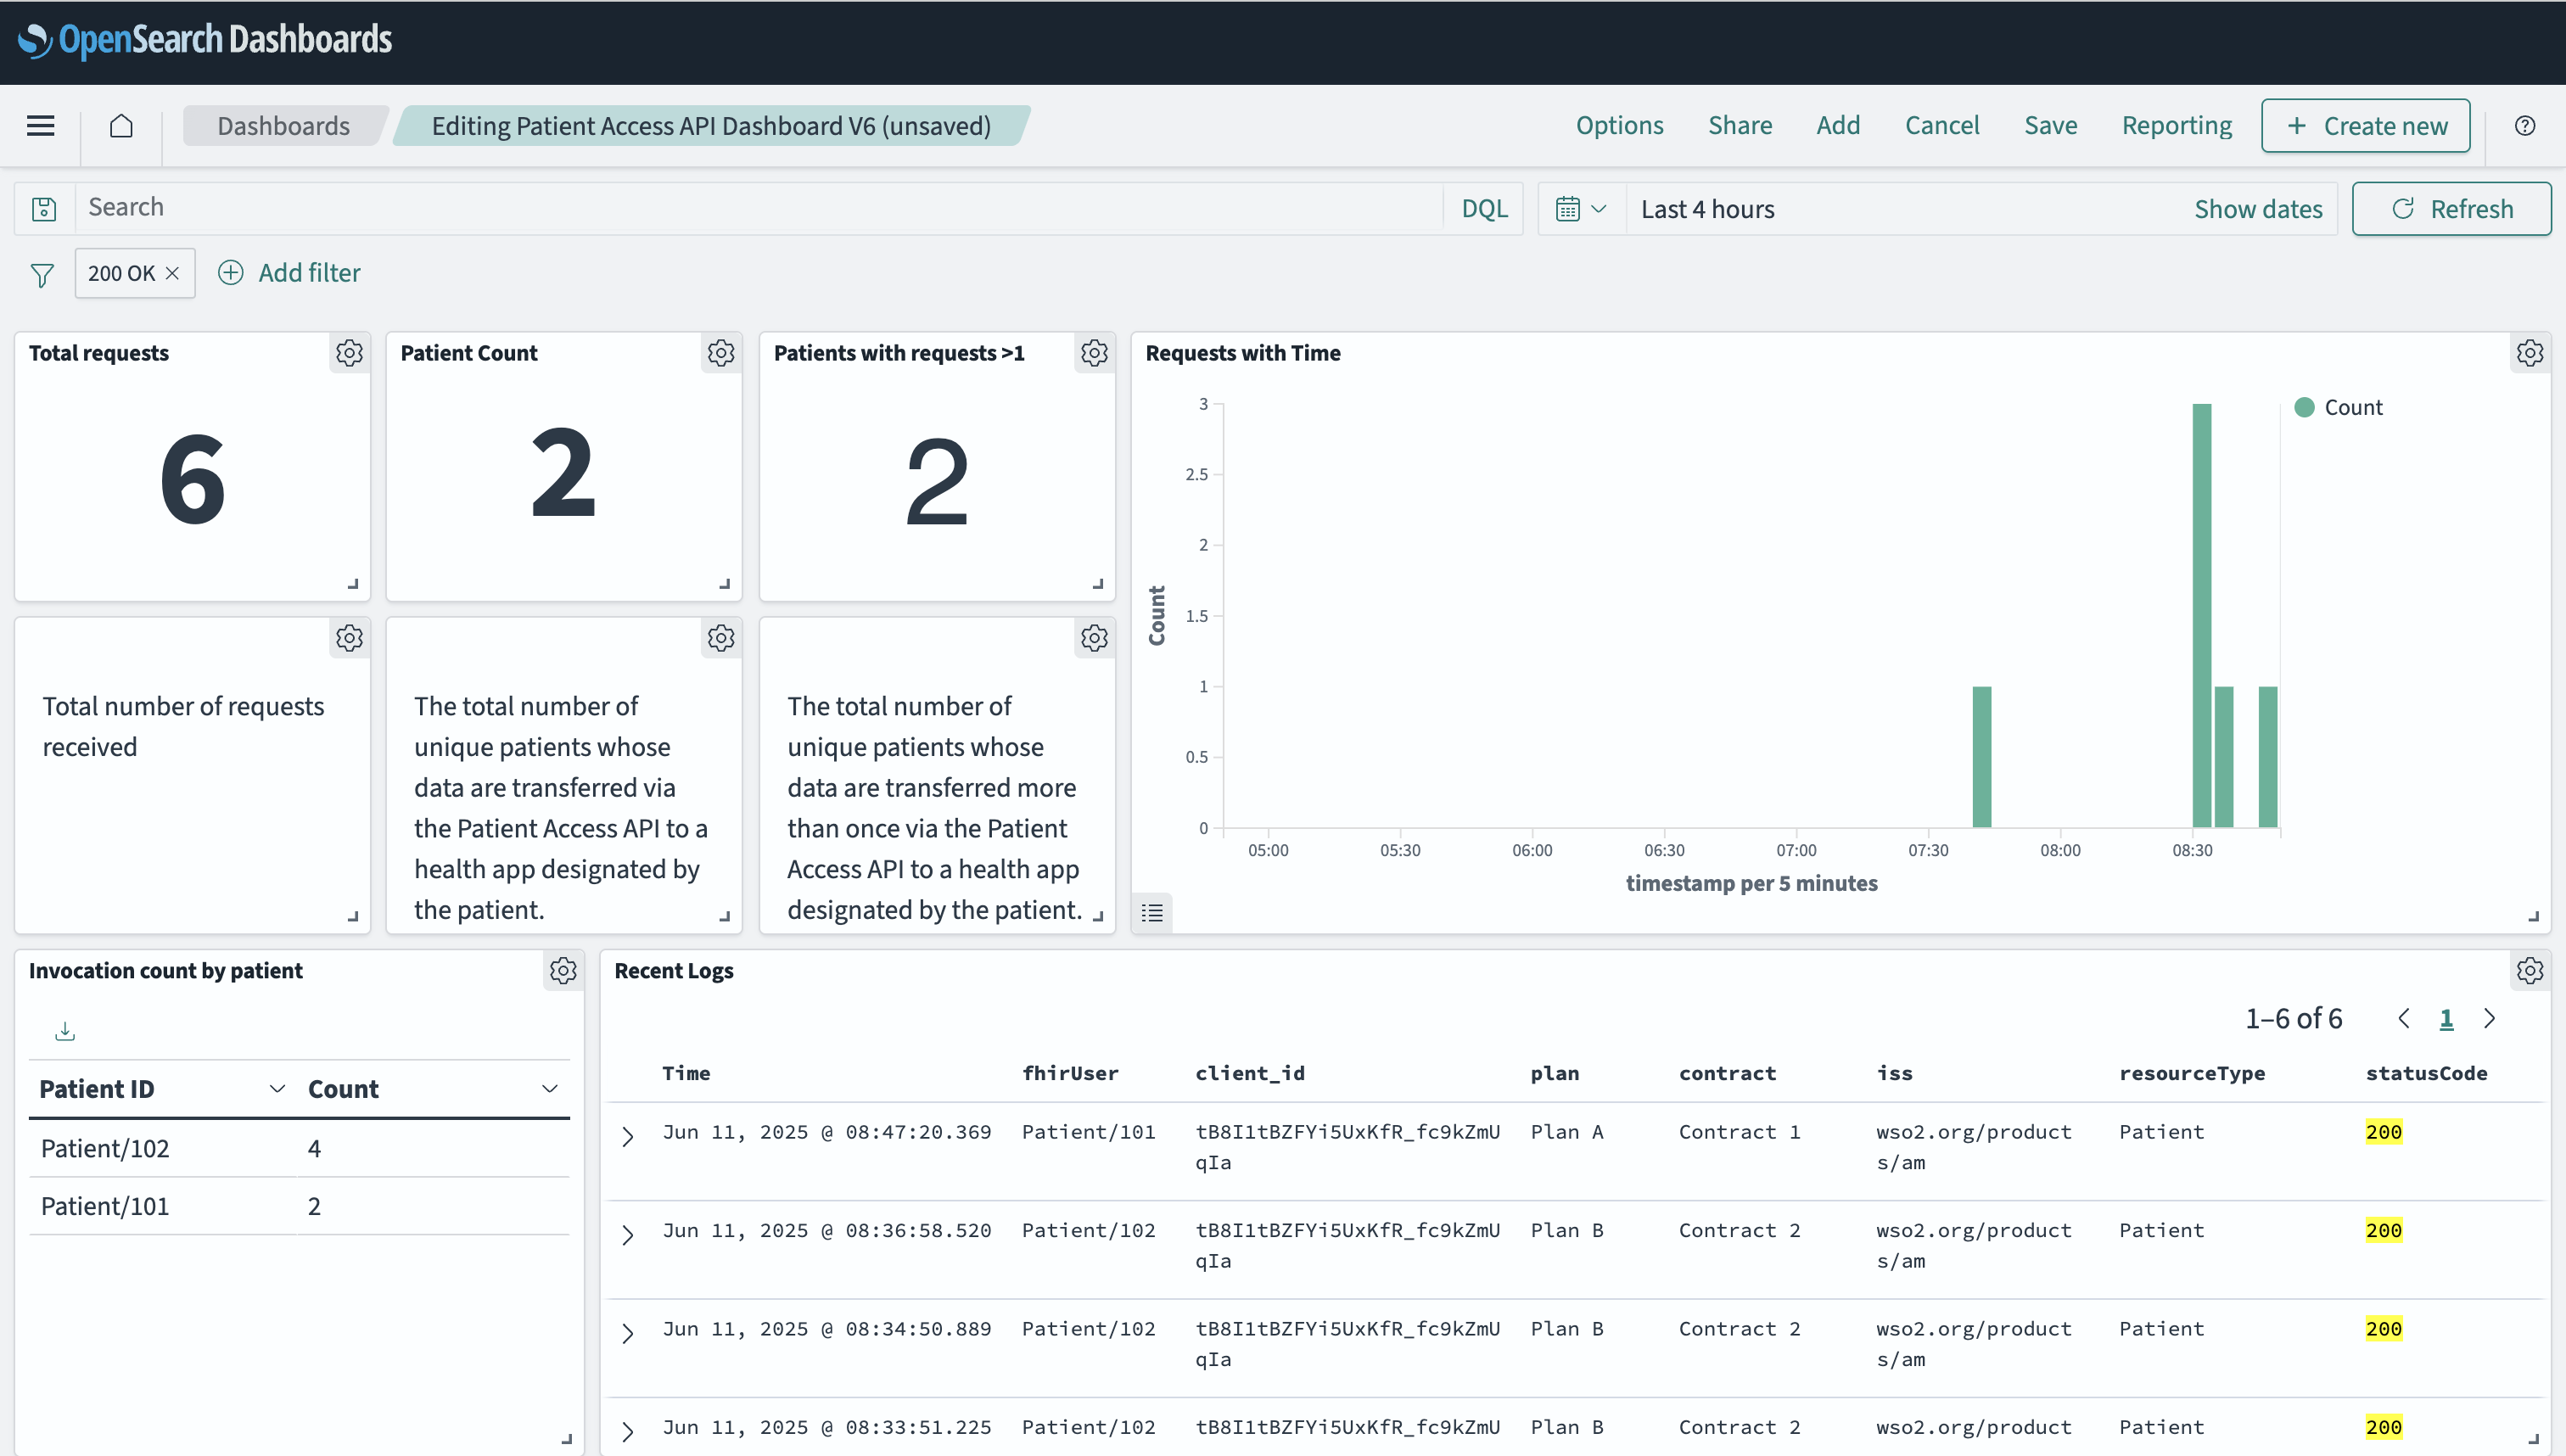 OpenSearch Dashboards
Dashboards
Editing Patient Access API Dashboard V6 (unsaved)
Options
Share
Add
Cancel
Save
Reporting
Create new
Search
DQL
Last 4 hours
Show dates
Refresh
200 OK
Add filter
Total requests
6
Patient Count
2
Patients with requests >1
2
Total number of requests
received
The total number of
unique patients whose
data are transferred via
the Patient Access API to a
health app designated by
the patient.
The total number of
unique patients whose
data are transferred more
than once via the Patient
Access API to a health app
designated by the patient.
Requests with Time
3
2.5
2
1.5
1
0.5
0
Count
05:00
05:30
06:00
06:30
07:00
07:30
08:00
08:30
timestamp per 5 minutes
Count
Invocation count by patient
Patient ID Count
Patient/102 4
Patient/101 2
Recent Logs
1–6 of 6
1
Time fhirUser client_id plan contract iss resourceType statusCode
Jun 11, 2025 @ 08:47:20.369 Patient/101 tB8I1tBZFYi5UxKfR_fc9kZmU Plan A Contract 1 wso2.org/product Patient 200
qIa s/am
Jun 11, 2025 @ 08:36:58.520 Patient/102 tB8I1tBZFYi5UxKfR_fc9kZmU Plan B Contract 2 wso2.org/product Patient 200
qIa s/am
Jun 11, 2025 @ 08:34:50.889 Patient/102 tB8I1tBZFYi5UxKfR_fc9kZmU Plan B Contract 2 wso2.org/product Patient 200
qIa s/am
Jun 11, 2025 @ 08:33:51.225 Patient/102 tB8I1tBZFYi5UxKfR_fc9kZmU Plan B Contract 2 wso2.org/product Patient 200